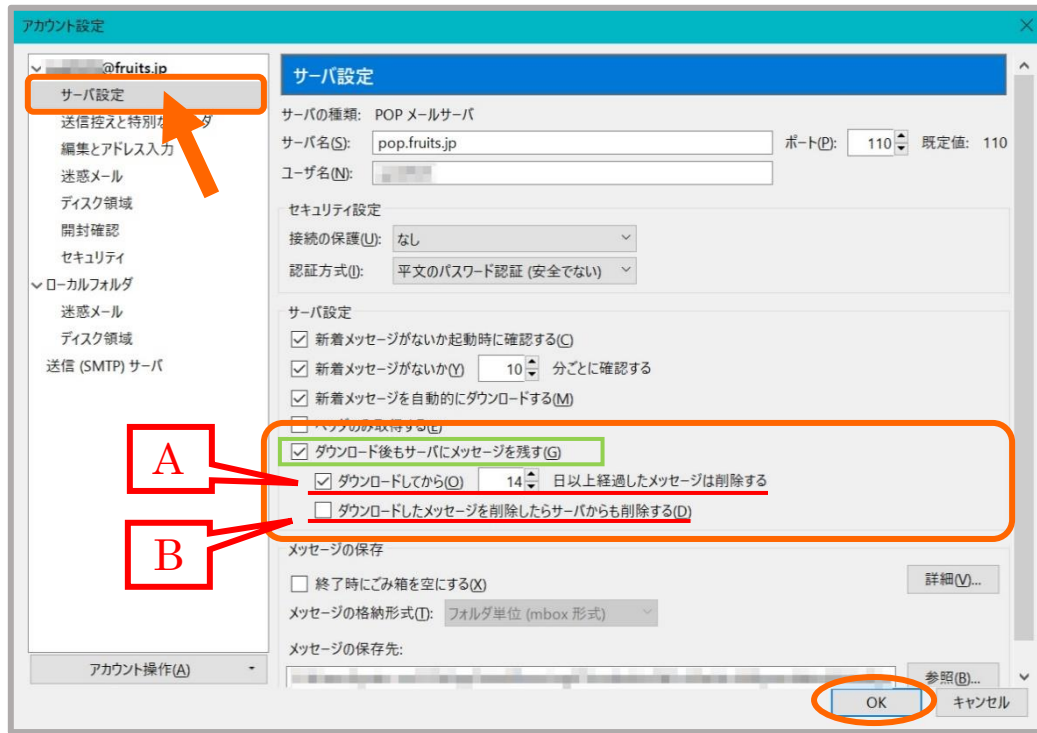 アカウント設定
@fruits.jp
サーバ設定
送信控えと特別な
編集とアドレス入力
迷惑メール
ディスク領域
開封確認
セキュリティ
ローカルフォルダ
迷惑メール
ディスク領域
送信 (SMTP) サーバ
アカウント操作(A)
サーバ設定
サーバの種類: POP メールサーバ
サーバ名(S): pop.fruits.jp ポート(P): 110 既定値: 110
ユーザ名(N):
セキュリティ設定
接続の保護(U): なし
認証方式(I): 平文のパスワード認証 (安全でない)
サーバ設定
新着メッセージがないか起動時に確認する(C)
新着メッセージがないか(Y) 10 分ごとに確認する
新着メッセージを自動的にダウンロードする(M)
ヘッダのみ取得する(E)
ダウンロード後もサーバにメッセージを残す(G)
A
ダウンロードしてから(O) 14 日以上経過したメッセージは削除する
ダウンロードしたメッセージを削除したらサーバからも削除する(D)
B
メッセージの保存
終了時にごみ箱を空にする(X) 詳細(V)...
メッセージの格納形式(T): フォルダ単位 (mbox 形式)
メッセージの保存先:
参照(B)...
OK キャンセル